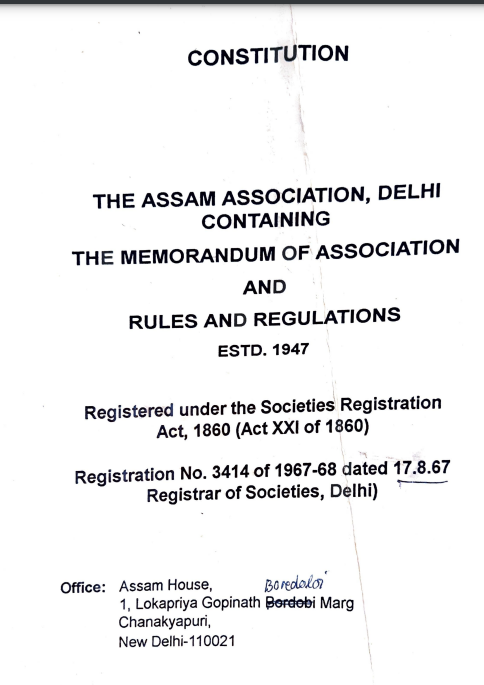 CONSTITUTION
THE ASSAM ASSOCIATION, DELHI
CONTAINING
THE MEMORANDUM OF ASSOCIATION
AND
RULES AND REGULATIONS
ESTD. 1947
Registered under the Societies Registration
Act, 1860 (Act XXI of 1860)
Registration No. 3414 of 1967-68 dated 17.8.67
Registrar of Societies, Delhi)
Office: Assam House,
Boredoloi
1, Lokapriya Gopinath Bordobi Marg
Chanakyapuri,
New Delhi-110021